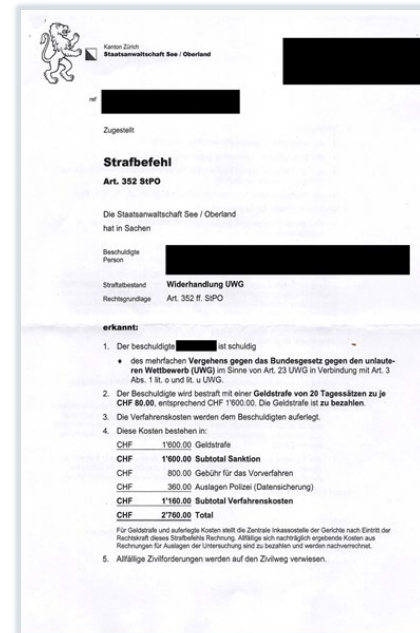 Kanton Zürich
Staatsanwaltschaft See / Oberland
ref
Zugestellt
Strafbefehl
Art. 352 StPO
Die Staatsanwaltschaft See / Oberland
hat in Sachen
Beschuldigte
Person
Straftatbestand Widerhandlung UWG
Rechtsgrundlage Art. 352 ff. StPO
erkannt:
1. Der beschuldigte ist schuldig
♦ des mehrfachen Vergehens gegen das Bundesgesetz gegen den unlaute-
ren Wettbewerb (UWG) im Sinne von Art. 23 UWG in Verbindung mit Art. 3
Abs. 1 lit. o und lit. u UWG.
2. Der Beschuldigte wird bestraft mit einer Geldstrafe von 20 Tagessätzen zu je
CHF 80.00, entsprechend CHF 1'600.00. Die Geldstrafe ist zu bezahlen.
3. Die Verfahrenskosten werden dem Beschuldigten auferlegt.
4. Diese Kosten bestehen in:
CHF 1'600.00 Geldstrafe
CHF 1'600.00 Subtotal Sanktion
CHF 800.00 Gebühr für das Vorverfahren
CHF 360.00 Auslagen Polizei (Datensicherung)
CHF 1'160.00 Subtotal Verfahrenskosten
CHF 2'760.00 Total
Für Geldstrafe und auferlegte Kosten stellt die Zentrale Inkassostelle der Gerichte nach Eintritt der
Rechtskraft dieses Strafbefehls Rechnung. Allfällige sich nachträglich ergebende Kosten aus
Rechnungen für Auslagen der Untersuchung sind zu bezahlen und werden nachverrechnet.
5. Allfällige Zivilforderungen werden auf den Zivilweg verwiesen.